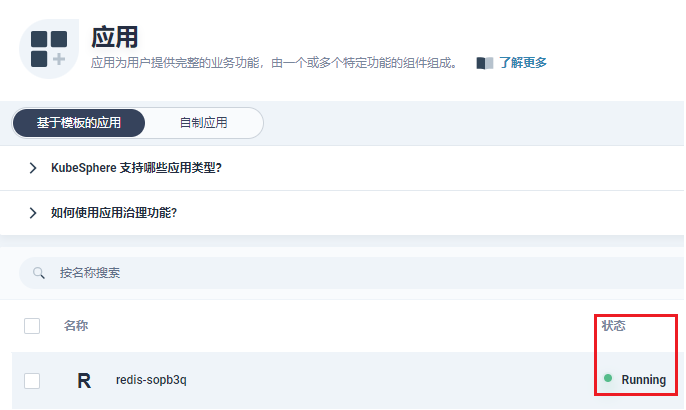 应用
应用为用户提供完整的业务功能，由一个或多个特定功能的组件组成。 了解更多
基于模板的应用 自制应用
KubeSphere 支持哪些应用类型?
如何使用应用治理功能?
按名称搜索
名称 状态
R redis-sopb3q Running